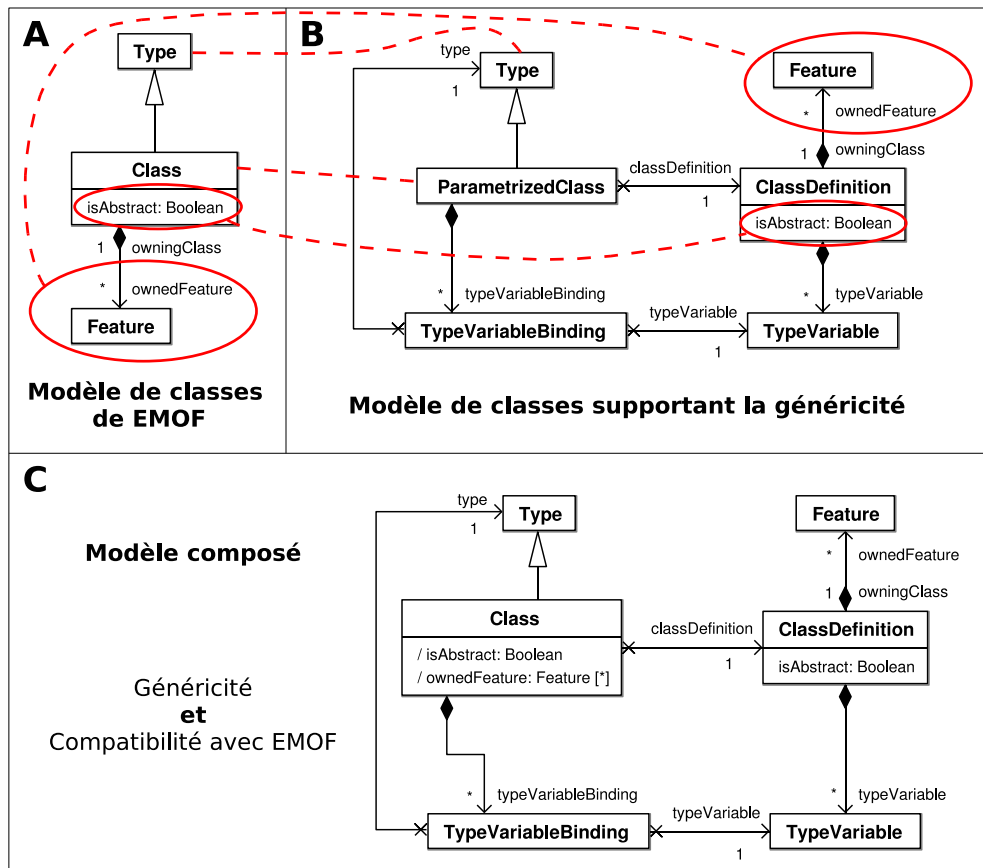 A
Type
Class
isAbstract: Boolean
1
owningClass
*
ownedFeature
Feature
Modèle de classes
de EMOF
B
type
1
Type
Feature
*
ownedFeature
1
owningClass
ParametrizedClass
classDefinition
1
ClassDefinition
isAbstract: Boolean
*
typeVariableBinding
*
typeVariable
TypeVariableBinding
typeVariable
1
TypeVariable
Modèle de classes supportant la généricité
C
type
1
Type
Feature
Modèle composé
*
ownedFeature
1
owningClass
Class
/ isAbstract: Boolean
/ ownedFeature: Feature [*]
classDefinition
1
ClassDefinition
isAbstract: Boolean
Généricité
et
Compatibilité avec EMOF
*
typeVariableBinding
*
typeVariable
TypeVariableBinding
typeVariable
1
TypeVariable